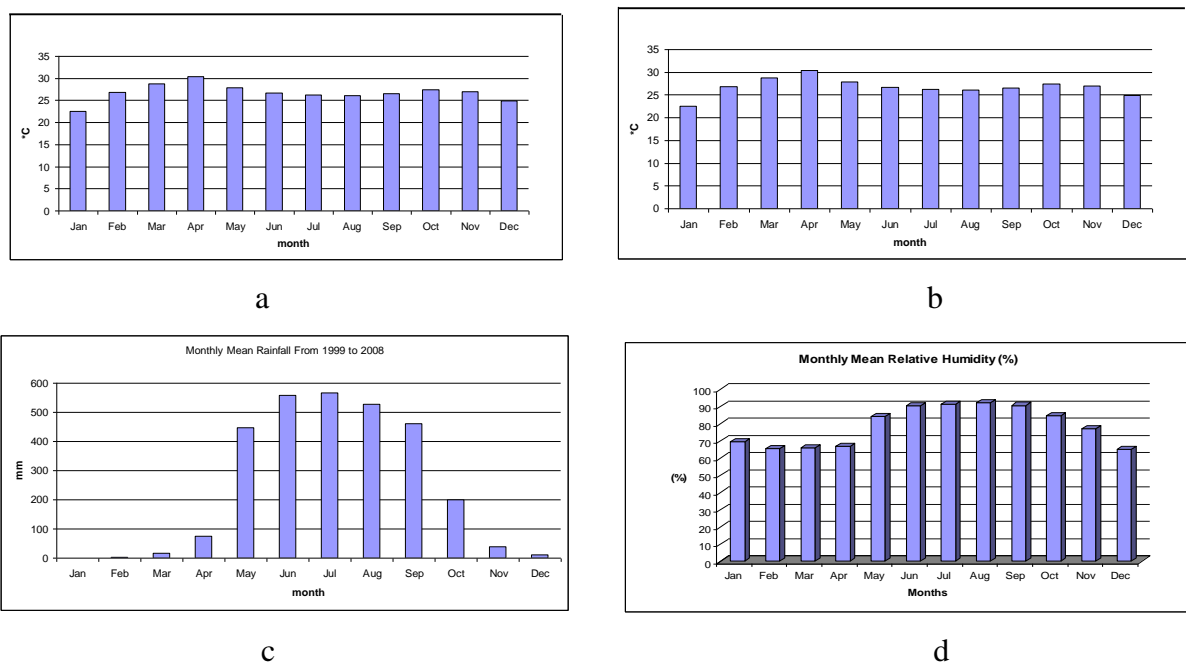 35
30
25
20
15
10
5
0
°C
Jan Feb Mar Apr May Jun Jul Aug Sep Oct Nov Dec
month
a
35
30
25
20
15
10
5
0
°C
Jan Feb Mar Apr May Jun Jul Aug Sep Oct Nov Dec
month
b
Monthly Mean Rainfall From 1999 to 2008
600
500
400
300
200
100
0
mm
Jan Feb Mar Apr May Jun Jul Aug Sep Oct Nov Dec
month
c
Monthly Mean Relative Humidity (%)
100
90
80
70
60
50
40
30
20
10
0
(%)
Jan Feb Mar Apr May Jun Jul Aug Sep Oct Nov Dec
Months
d